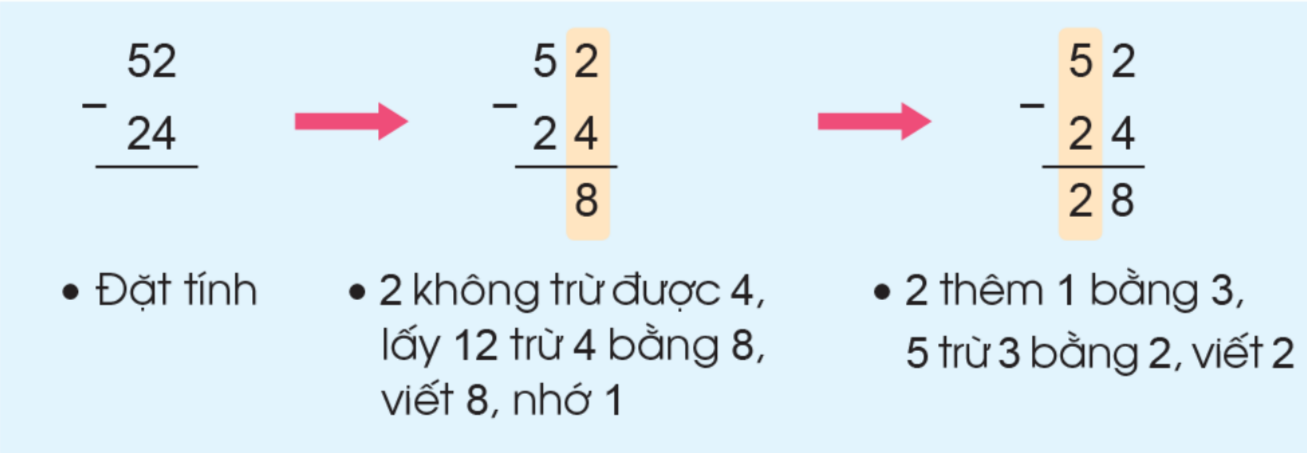 52
− 24
• Đặt tính
5 2
− 2 4
8
• 2 không trừ được 4,
lấy 12 trừ 4 bằng 8,
viết 8, nhớ 1
5 2
− 2 4
2 8
• 2 thêm 1 bằng 3,
5 trừ 3 bằng 2, viết 2